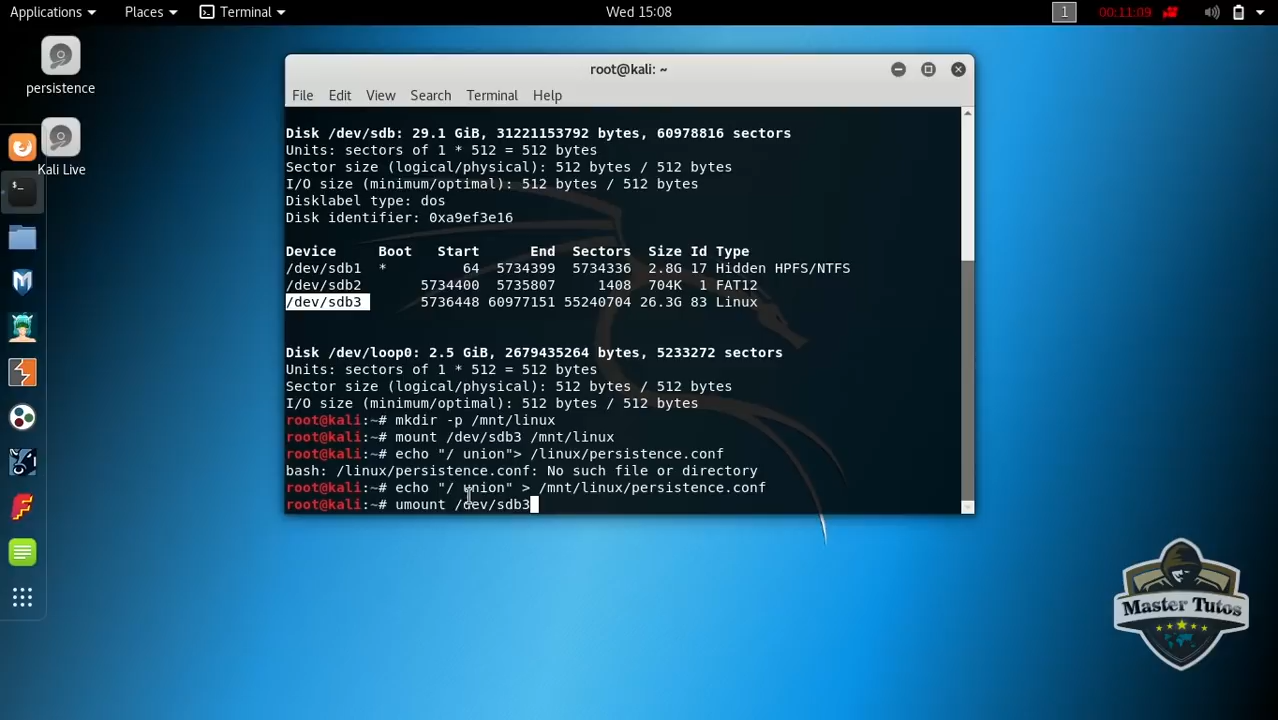 Applications Places Terminal Wed 15:08 1 00:11:09
persistence
Kali Live
root@kali: ~
File Edit View Search Terminal Help
Disk /dev/sdb: 29.1 GiB, 31221153792 bytes, 60978816 sectors
Units: sectors of 1 * 512 = 512 bytes
Sector size (logical/physical): 512 bytes / 512 bytes
I/O size (minimum/optimal): 512 bytes / 512 bytes
Disklabel type: dos
Disk identifier: 0xa9ef3e16
Device Boot Start End Sectors Size Id Type
/dev/sdb1 * 64 5734399 5734336 2.8G 17 Hidden HPFS/NTFS
/dev/sdb2 5734400 5735807 1408 704K 1 FAT12
/dev/sdb3 5736448 60977151 55240704 26.3G 83 Linux
Disk /dev/loop0: 2.5 GiB, 2679435264 bytes, 5233272 sectors
Units: sectors of 1 * 512 = 512 bytes
Sector size (logical/physical): 512 bytes / 512 bytes
I/O size (minimum/optimal): 512 bytes / 512 bytes
root@kali:~# mkdir -p /mnt/linux
root@kali:~# mount /dev/sdb3 /mnt/linux
root@kali:~# echo "/ union"> /linux/persistence.conf
bash: /linux/persistence.conf: No such file or directory
root@kali:~# echo "/ union" > /mnt/linux/persistence.conf
root@kali:~# umount /dev/sdb3
Master Tutos